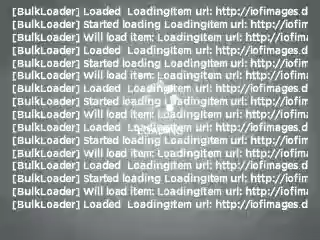 [BulkLoader] Loaded LoadingItem url: http://iofimages.d
[BulkLoader] Started loading LoadingItem url: http://iofim
[BulkLoader] Will load item: LoadingItem url: http://iofima
[BulkLoader] Loaded LoadingItem url: http://iofimages.d
[BulkLoader] Started loading LoadingItem url: http://iofim
[BulkLoader] Will load item: LoadingItem url: http://iofima
[BulkLoader] Loaded LoadingItem url: http://iofimages.d
[BulkLoader] Started loading LoadingItem url: http://iofim
[BulkLoader] Will load item: LoadingItem url: http://iofima
[BulkLoader] Loaded LoadingItem url: http://iofimages.d
[BulkLoader] Started loading LoadingItem url: http://iofim
[BulkLoader] Will load item: LoadingItem url: http://iofima
[BulkLoader] Loaded LoadingItem url: http://iofimages.d
[BulkLoader] Started loading LoadingItem url: http://iofim
[BulkLoader] Will load item: LoadingItem url: http://iofima
[BulkLoader] Loaded LoadingItem url: http://iofimages.d